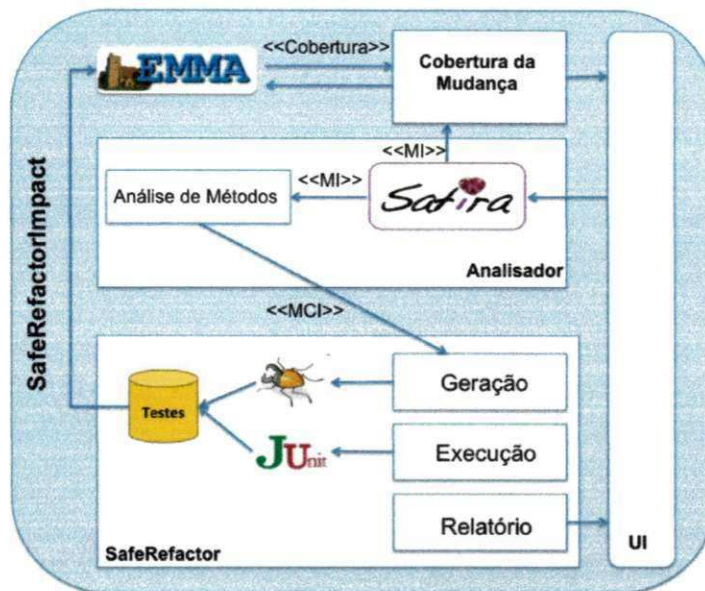 SafeRefactorImpact
EMMA
<<Cobertura>>
Cobertura da
Mudança
<<MI>>
Análise de Métodos
<<MI>>
Safira
Analisador
<<MCI>>
Geração
Testes
JUnit
Execução
Relatório
SafeRefactor
UI